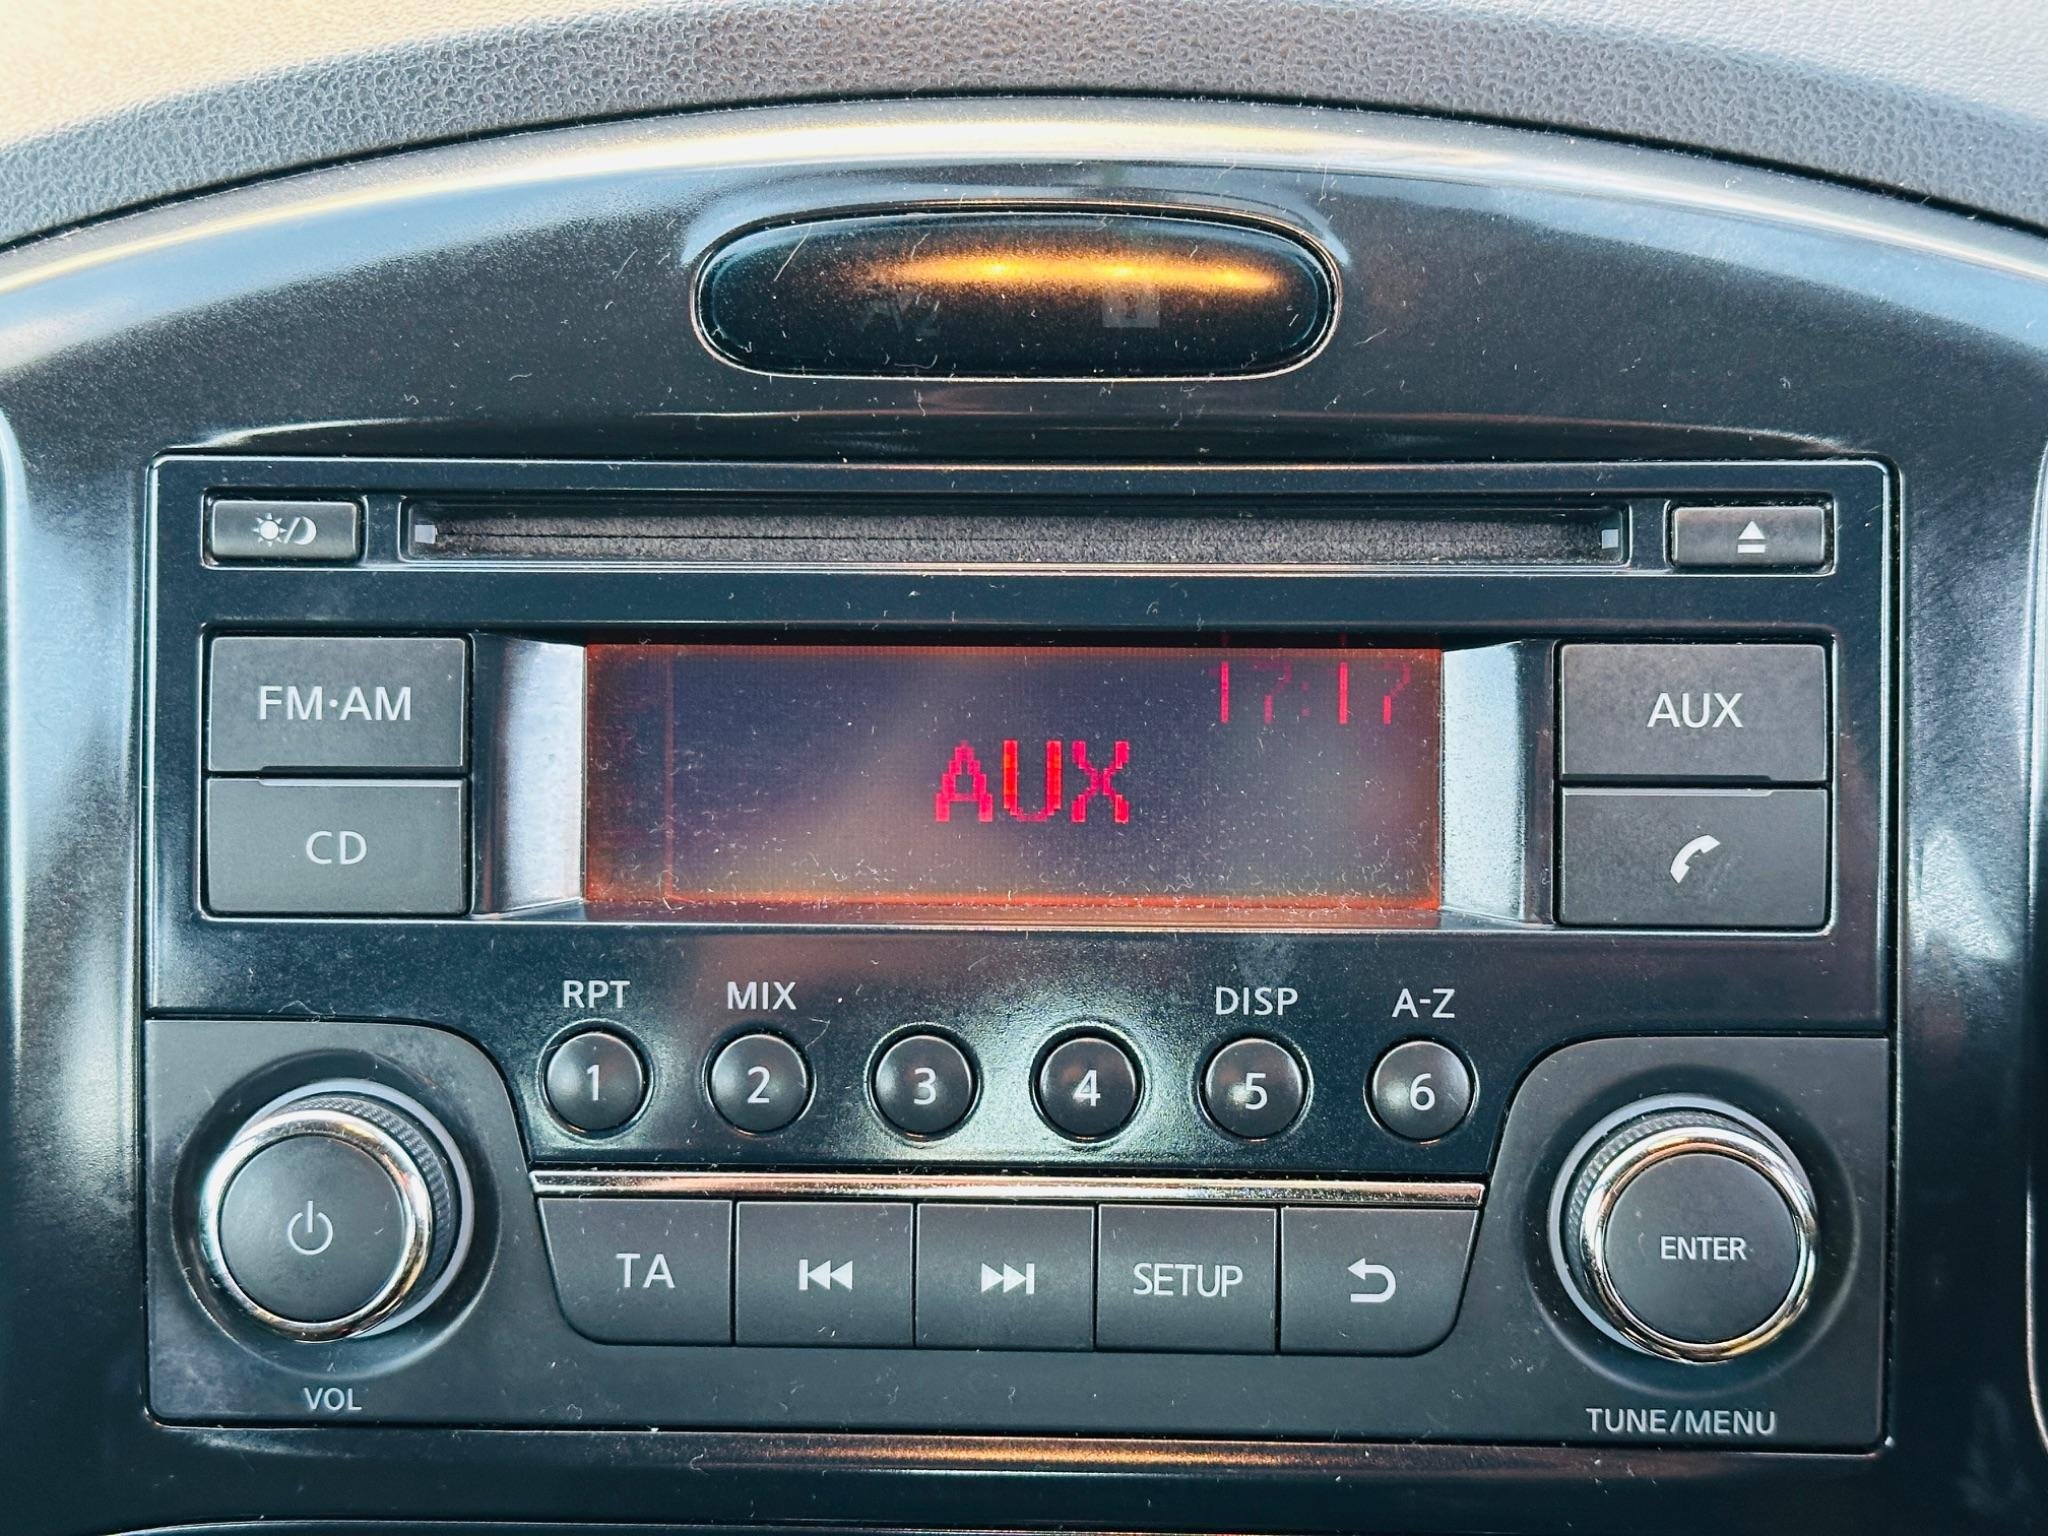 FM·AM
CD
17:17
AUX
AUX
RPT
MIX
DISP
A-Z
1
2
3
4
5
6
TA
SETUP
ENTER
VOL
TUNE/MENU